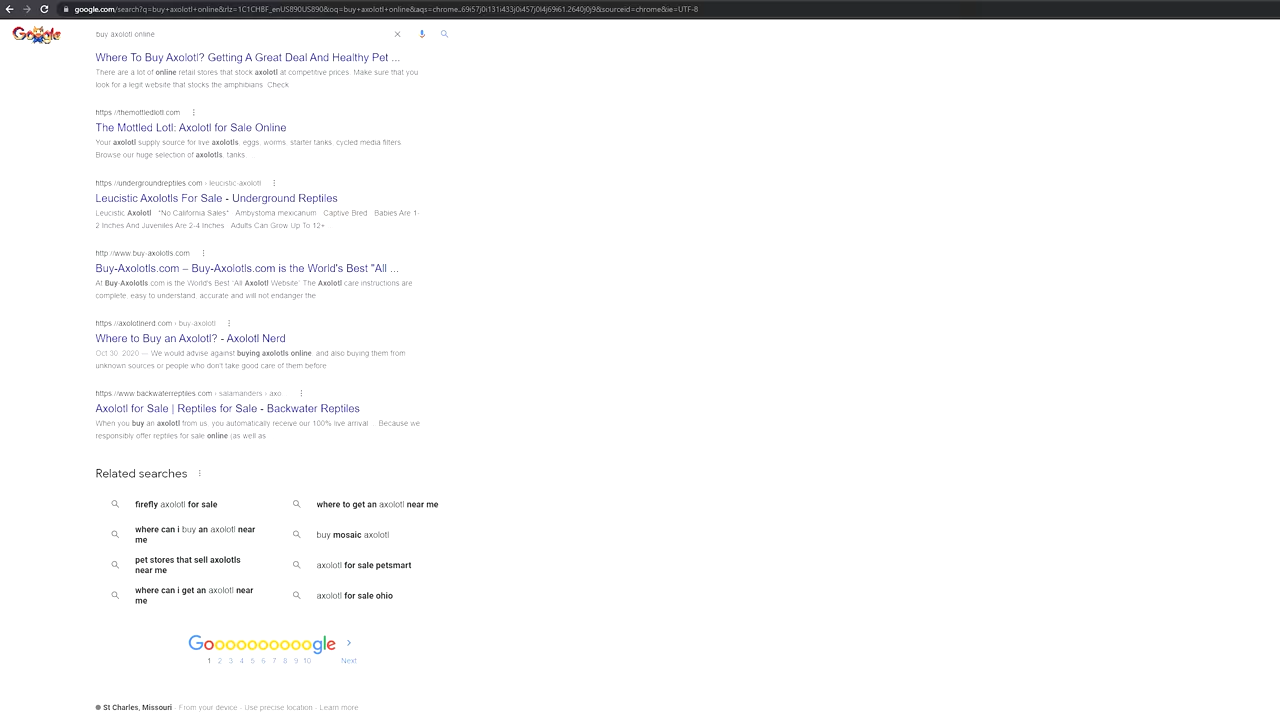 google.com/search?q=buy+axolotl+online&rlz=1C1CHBF_enUS890US890&oq=buy+axolotl+online&aqs=chrome..69i57j0i131i433j0i457j0l4j69i61.2640j0j9&sourceid=chrome&ie=UTF-8
Google
buy axolotl online
Where To Buy Axolotl? Getting A Great Deal And Healthy Pet ...
There are a lot of online retail stores that stock axolotl at competitive prices. Make sure that you
look for a legit website that stocks the amphibians. Check
https://themottledlotl.com
The Mottled Lotl: Axolotl for Sale Online
Your axolotl supply source for live axolotls, eggs, worms, starter tanks, cycled media filters.
Browse our huge selection of axolotls, tanks,
https://undergroundreptiles.com › leucistic-axolotl
Leucistic Axolotls For Sale - Underground Reptiles
Leucistic Axolotl · *No California Sales* · Ambystoma mexicanum · Captive Bred · Babies Are 1-
2 Inches And Juveniles Are 2-4 Inches · Adults Can Grow Up To 12+
http://www.buy-axolotls.com
Buy-Axolotls.com – Buy-Axolotls.com is the World's Best "All ...
At Buy-Axolotls.com is the World's Best "All Axolotl Website" The Axolotl care instructions are
complete, easy to understand, accurate and will not endanger the
https://axolotlnerd.com › buy-axolotl
Where to Buy an Axolotl? - Axolotl Nerd
Oct 30, 2020 — We would advise against buying axolotls online, and also buying them from
unknown sources or people who don't take good care of them before
https://www.backwaterreptiles.com › salamanders › axo
Axolotl for Sale | Reptiles for Sale - Backwater Reptiles
When you buy an axolotl from us, you automatically receive our 100% live arrival ... Because we
responsibly offer reptiles for sale online (as well as
Related searches
firefly axolotl for sale
where to get an axolotl near me
where can i buy an axolotl near
me
buy mosaic axolotl
pet stores that sell axolotls
near me
axolotl for sale petsmart
where can i get an axolotl near
me
axolotl for sale ohio
Goooooooooogle
1 2 3 4 5 6 7 8 9 10 Next
St Charles, Missouri - From your device - Use precise location - Learn more